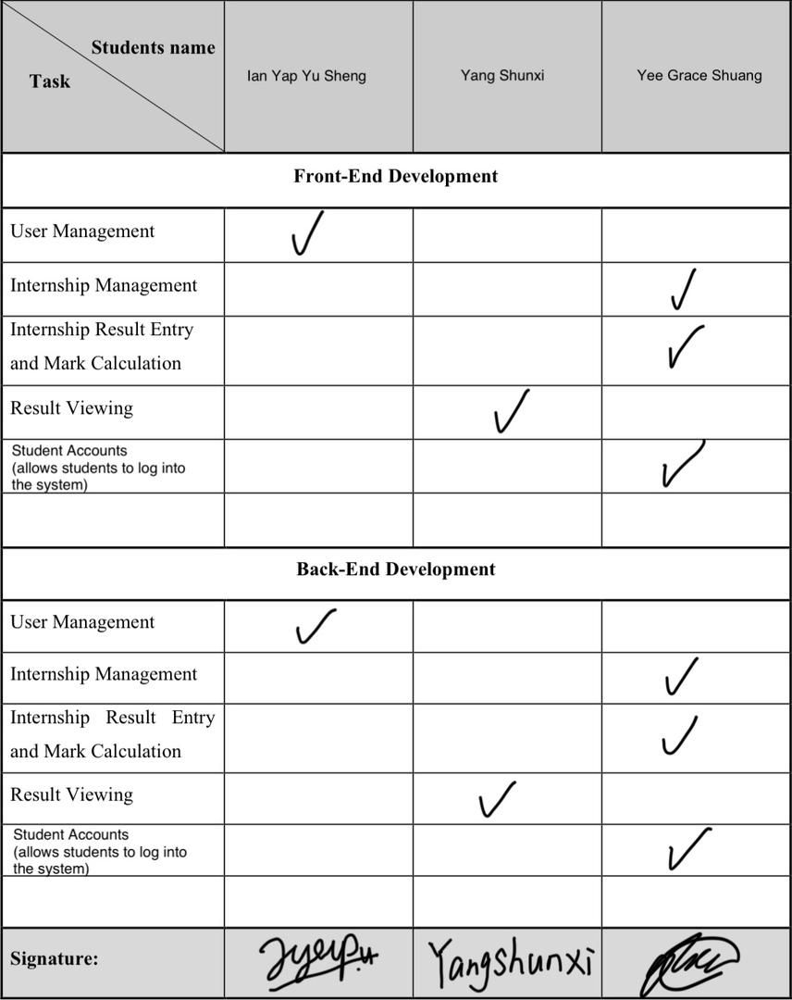 Students name
Task
Ian Yap Yu Sheng
Yang Shunxi
Yee Grace Shuang
Front-End Development
User Management
Internship Management
Internship Result Entry
and Mark Calculation
Result Viewing
Student Accounts
(allows students to log into
the system)
Back-End Development
User Management
Internship Management
Internship Result Entry
and Mark Calculation
Result Viewing
Student Accounts
(allows students to log into
the system)
Signature:
Yangshunxi